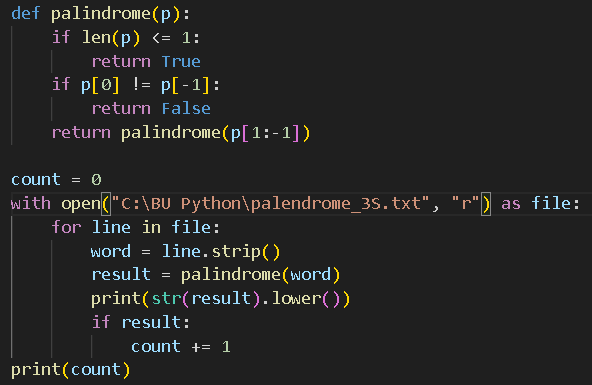 def palindrome(p):
    if len(p) <= 1:
        return True
    if p[0] != p[-1]:
        return False
    return palindrome(p[1:-1])

count = 0
with open("C:\BU Python\palendrome_3S.txt", "r") as file:
    for line in file:
        word = line.strip()
        result = palindrome(word)
        print(str(result).lower())
        if result:
            count += 1
print(count)